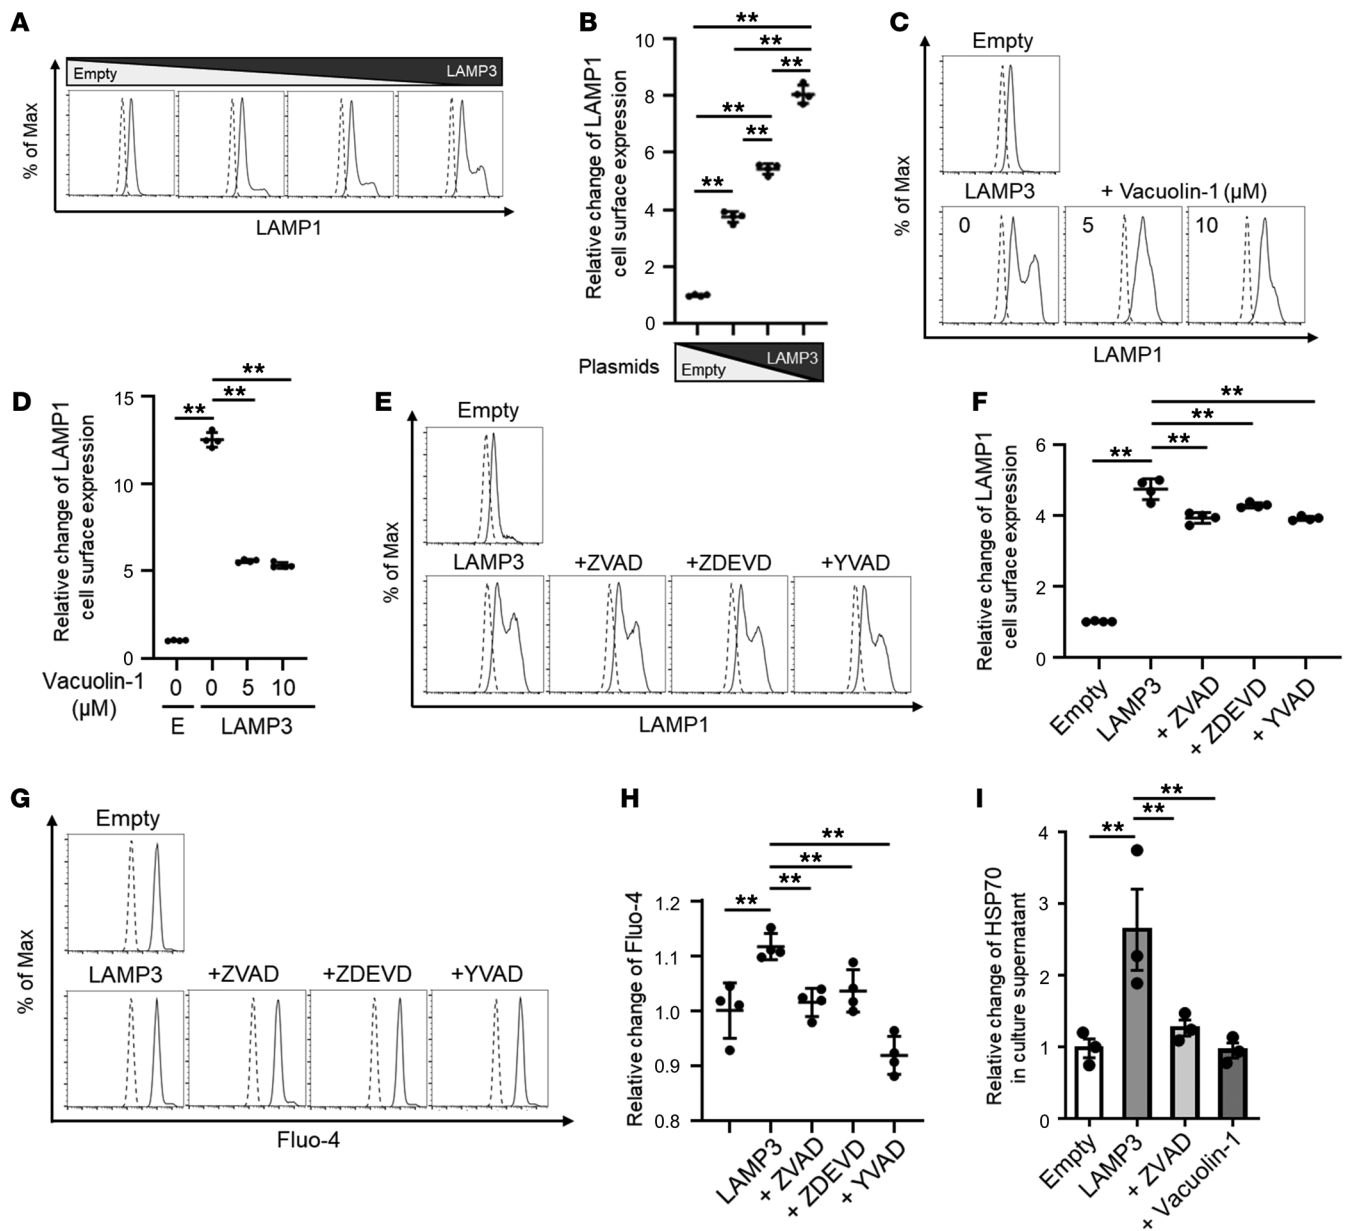 A
Empty
LAMP3
% of Max
LAMP1
B
**
**
**
**
**
**
Relative change of LAMP1
cell surface expression
10
8
6
4
2
0
Plasmids
Empty
LAMP3
C
Empty
% of Max
LAMP3
+ Vacuolin-1 (μM)
0
5
10
LAMP1
D
**
**
**
Relative change of LAMP1
cell surface expression
15
10
5
0
Vacuolin-1
(μM)
0 0 5 10
E LAMP3
E
Empty
% of Max
LAMP3 +ZVAD +ZDEVD +YVAD
LAMP1
F
**
**
**
**
Relative change of LAMP1
cell surface expression
6
4
2
0
Empty
LAMP3
+ ZVAD
+ ZDEVD
+ YVAD
G
Empty
% of Max
LAMP3 +ZVAD +ZDEVD +YVAD
Fluo-4
H
**
**
**
**
Relative change of Fluo-4
1.2
1.1
1.0
0.9
0.8
LAMP3
+ ZVAD
+ ZDEVD
+ YVAD
I
**
**
**
Relative change of HSP70
in culture supernatant
4
3
2
1
0
Empty
LAMP3
+ ZVAD
+ Vacuolin-1